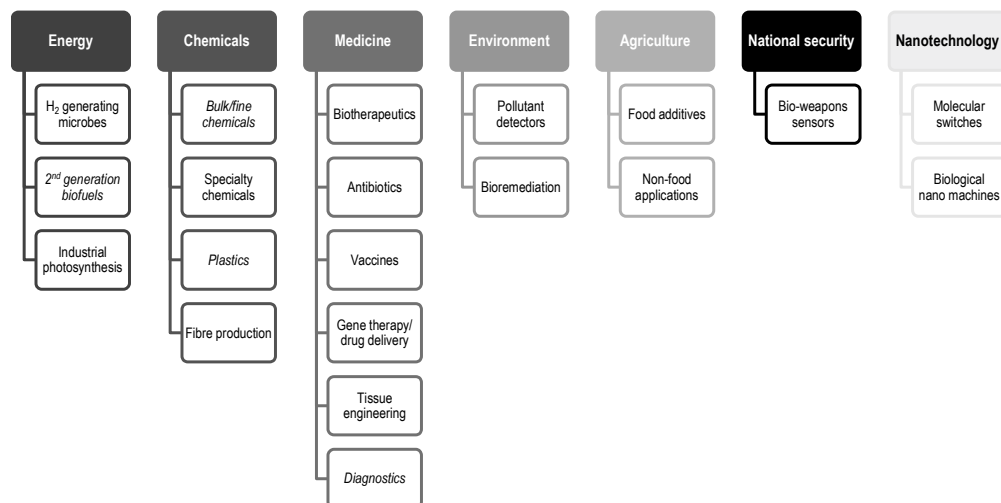 Energy
H2 generating
microbes
2nd generation
biofuels
Industrial
photosynthesis
Chemicals
Bulk/fine
chemicals
Specialty
chemicals
Plastics
Fibre production
Medicine
Biotherapeutics
Antibiotics
Vaccines
Gene therapy/
drug delivery
Tissue
engineering
Diagnostics
Environment
Pollutant
detectors
Bioremediation
Agriculture
Food additives
Non-food
applications
National security
Bio-weapons
sensors
Nanotechnology
Molecular
switches
Biological
nano machines